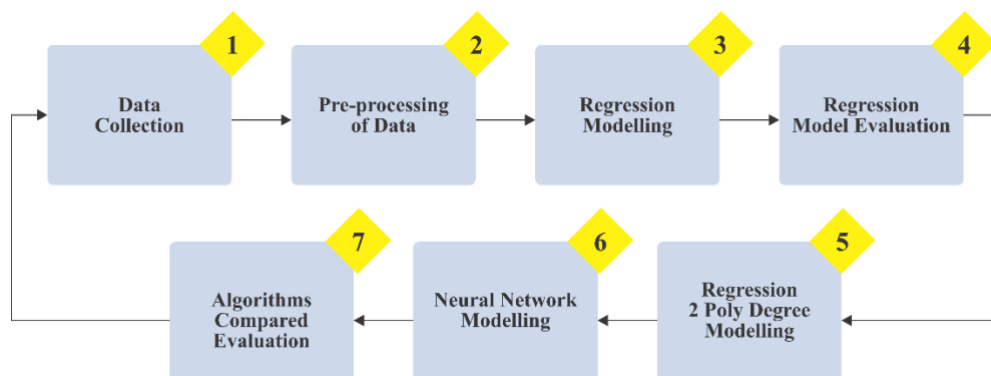 1
Data
Collection
2
Pre-processing
of Data
3
Regression
Modelling
4
Regression
Model Evaluation
5
Regression
2 Poly Degree
Modelling
6
Neural Network
Modelling
7
Algorithms
Compared
Evaluation